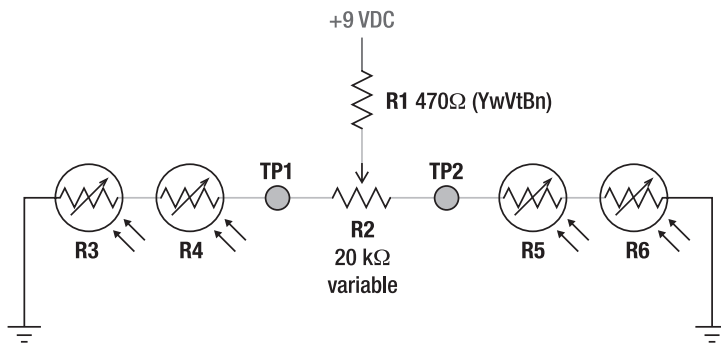 +9 VDC
R1 470Ω (YwVtBn)
TP1
TP2
R3
R4
R2
20 kΩ
variable
R5
R6